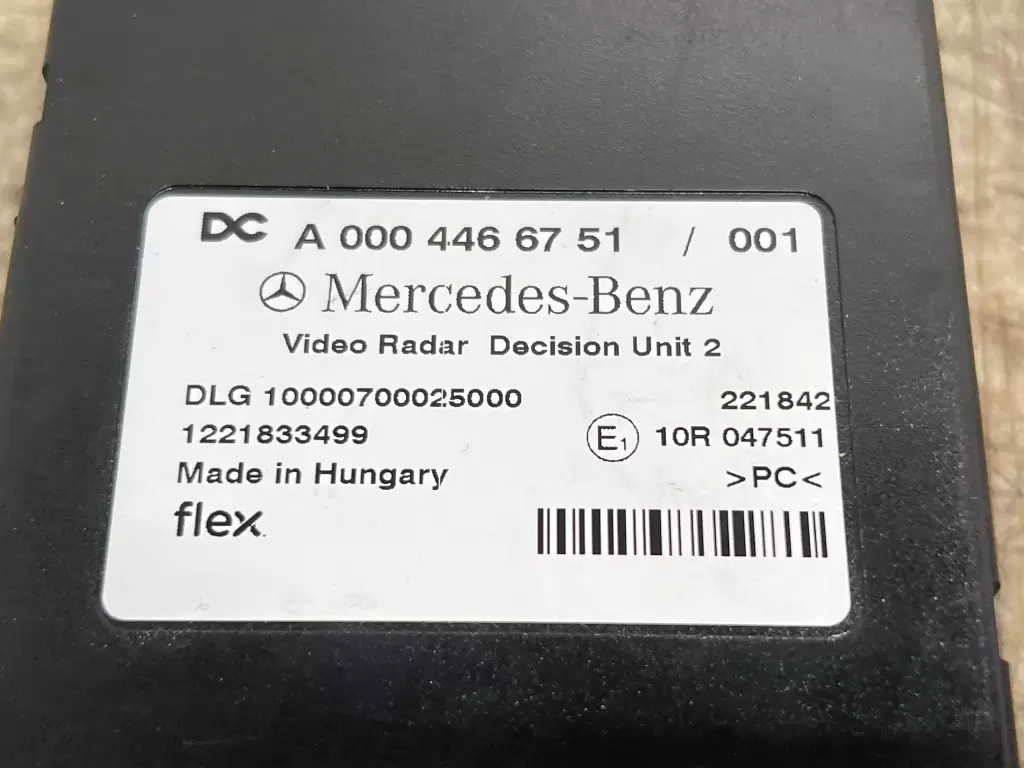 DC A 000 446 67 51 / 001
Mercedes-Benz
Video Radar Decision Unit 2
DLG 10000700025000 221842
1221833499 E1 10R 047511
Made in Hungary >PC<
flex